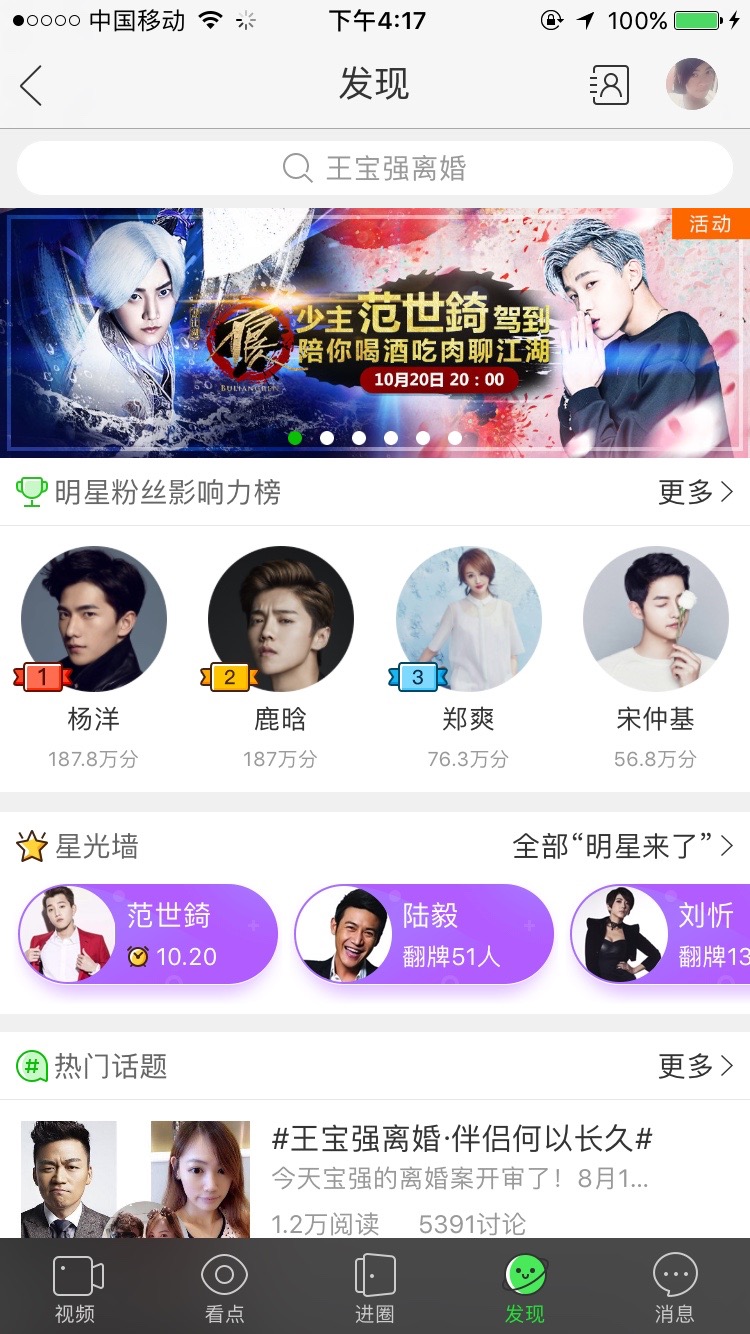 中国移动
下午4:17
100%
发现
王宝强离婚
活动
少主范世錡驾到
陪你喝酒吃肉聊江湖
10月20日 20：00
明星粉丝影响力榜
更多
1
2
3
杨洋
鹿晗
郑爽
宋仲基
187.8万分
187万分
76.3万分
56.8万分
星光墙
全部“明星来了”
范世錡
10.20
陆毅
翻牌51人
刘忻
翻牌13
#
热门话题
更多
#王宝强离婚·伴侣何以长久#
今天宝强的离婚案开审了！8月1...
1.2万阅读
5391讨论
视频
看点
进圈
发现
消息